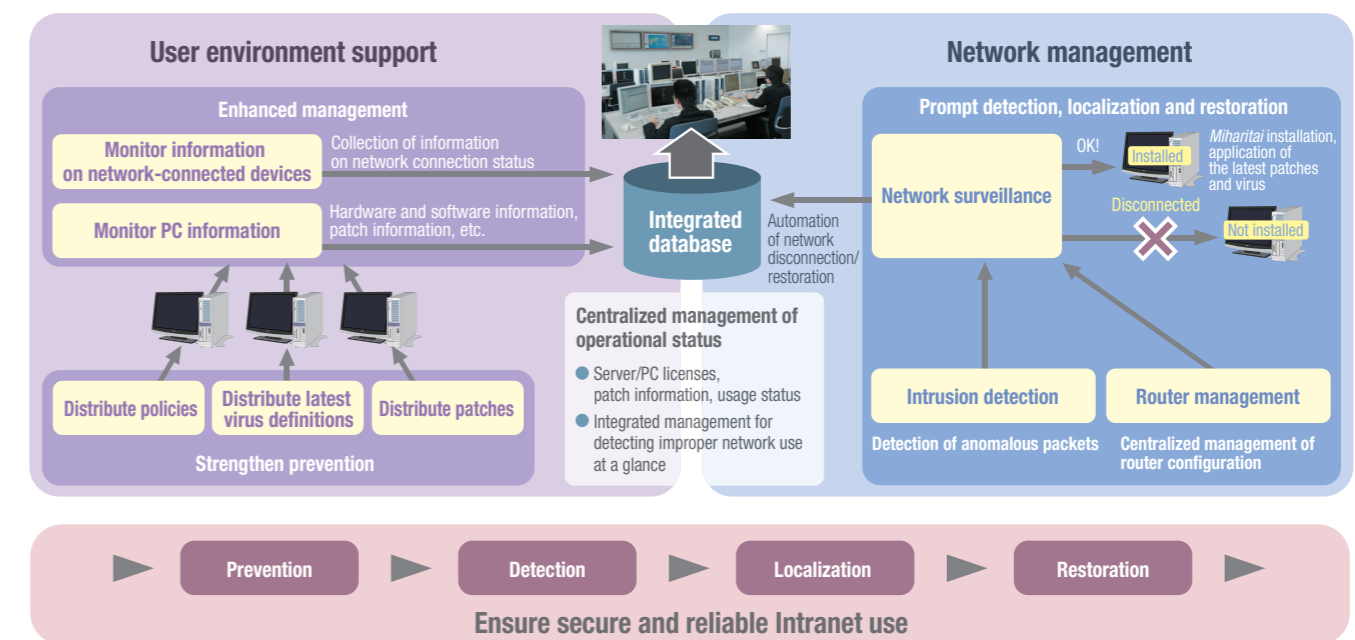 User environment support
Enhanced management
Monitor information
on network-connected devices
Collection of information
on network connection status
Monitor PC information
Hardware and software information,
patch information, etc.
Distribute policies
Distribute latest
virus definitions
Distribute patches
Strengthen prevention
Integrated
database
Centralized management of
operational status
Server/PC licenses,
patch information, usage status
Integrated management for
detecting improper network use
at a glance
Network management
Prompt detection, localization and restoration
Network surveillance
OK!
Installed
Miharitai installation,
application of
the latest patches
and virus
Disconnected
Not installed
Automation
of network
disconnection/
restoration
Intrusion detection
Detection of anomalous packets
Router management
Centralized management of
router configuration
Prevention
Detection
Localization
Restoration
Ensure secure and reliable Intranet use